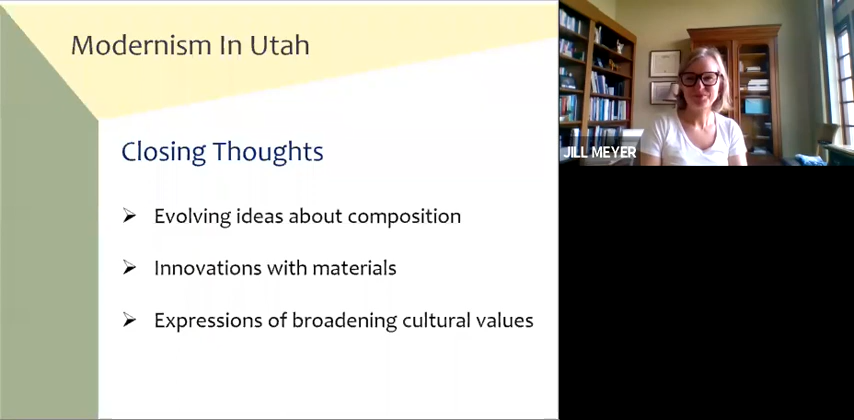 Modernism In Utah
Closing Thoughts
Evolving ideas about composition
Innovations with materials
Expressions of broadening cultural values
JILL MEYER